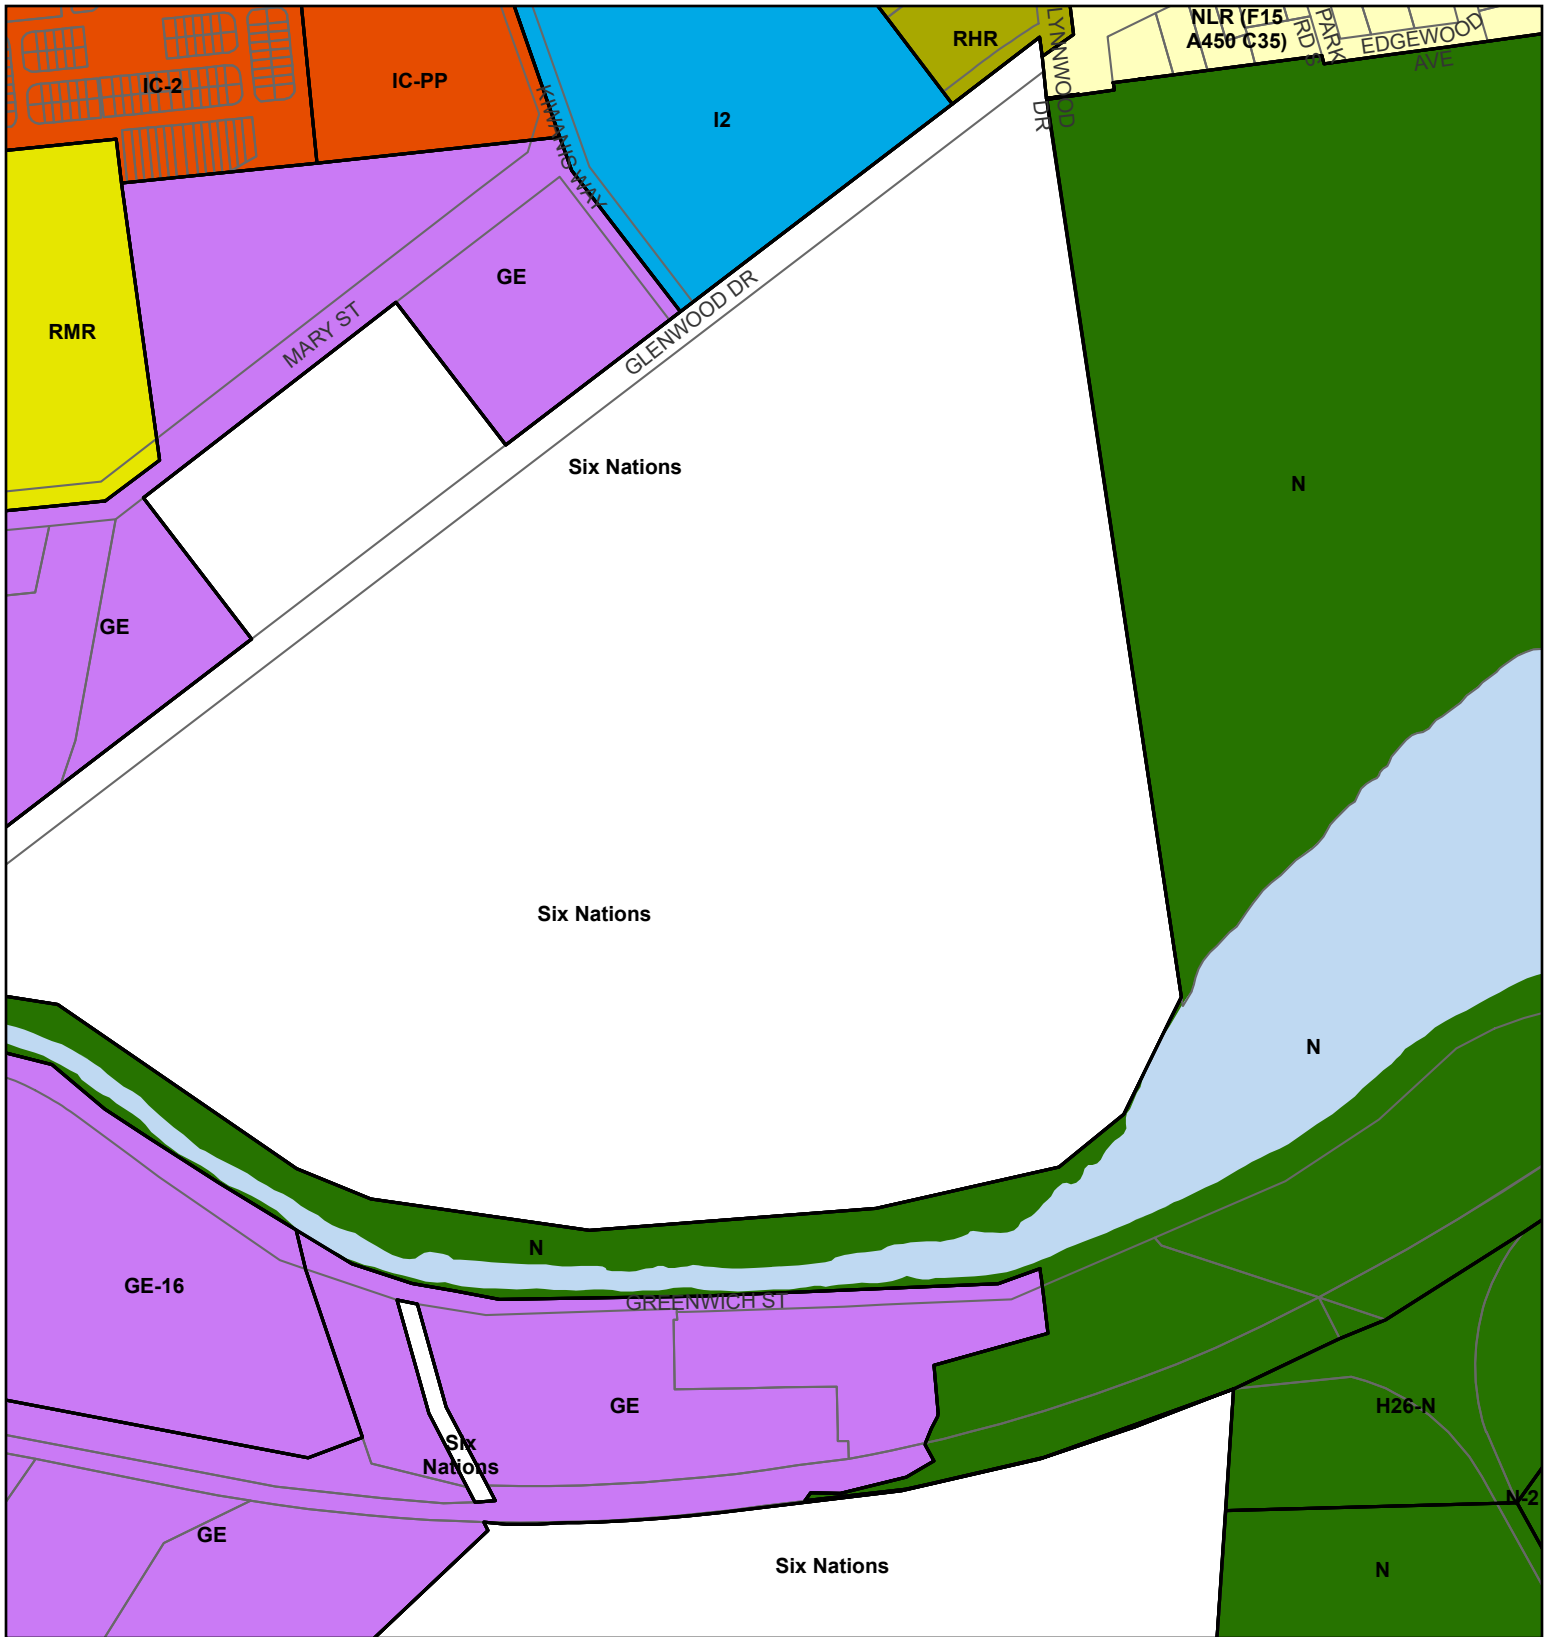 NLR (F15
A450 C35)
RD S
PARK
EDGEWOOD
AVE
RHR
LYNNWOOD
DR
IC-2
IC-PP
I2
KIWANIS WAY
GE
RMR
MARY ST
GLENWOOD DR
Six Nations
N
GE
Six Nations
N
N
GE-16
GREENWICH ST
GE
H26-N
Six
Nations
N-2
GE
Six Nations
N